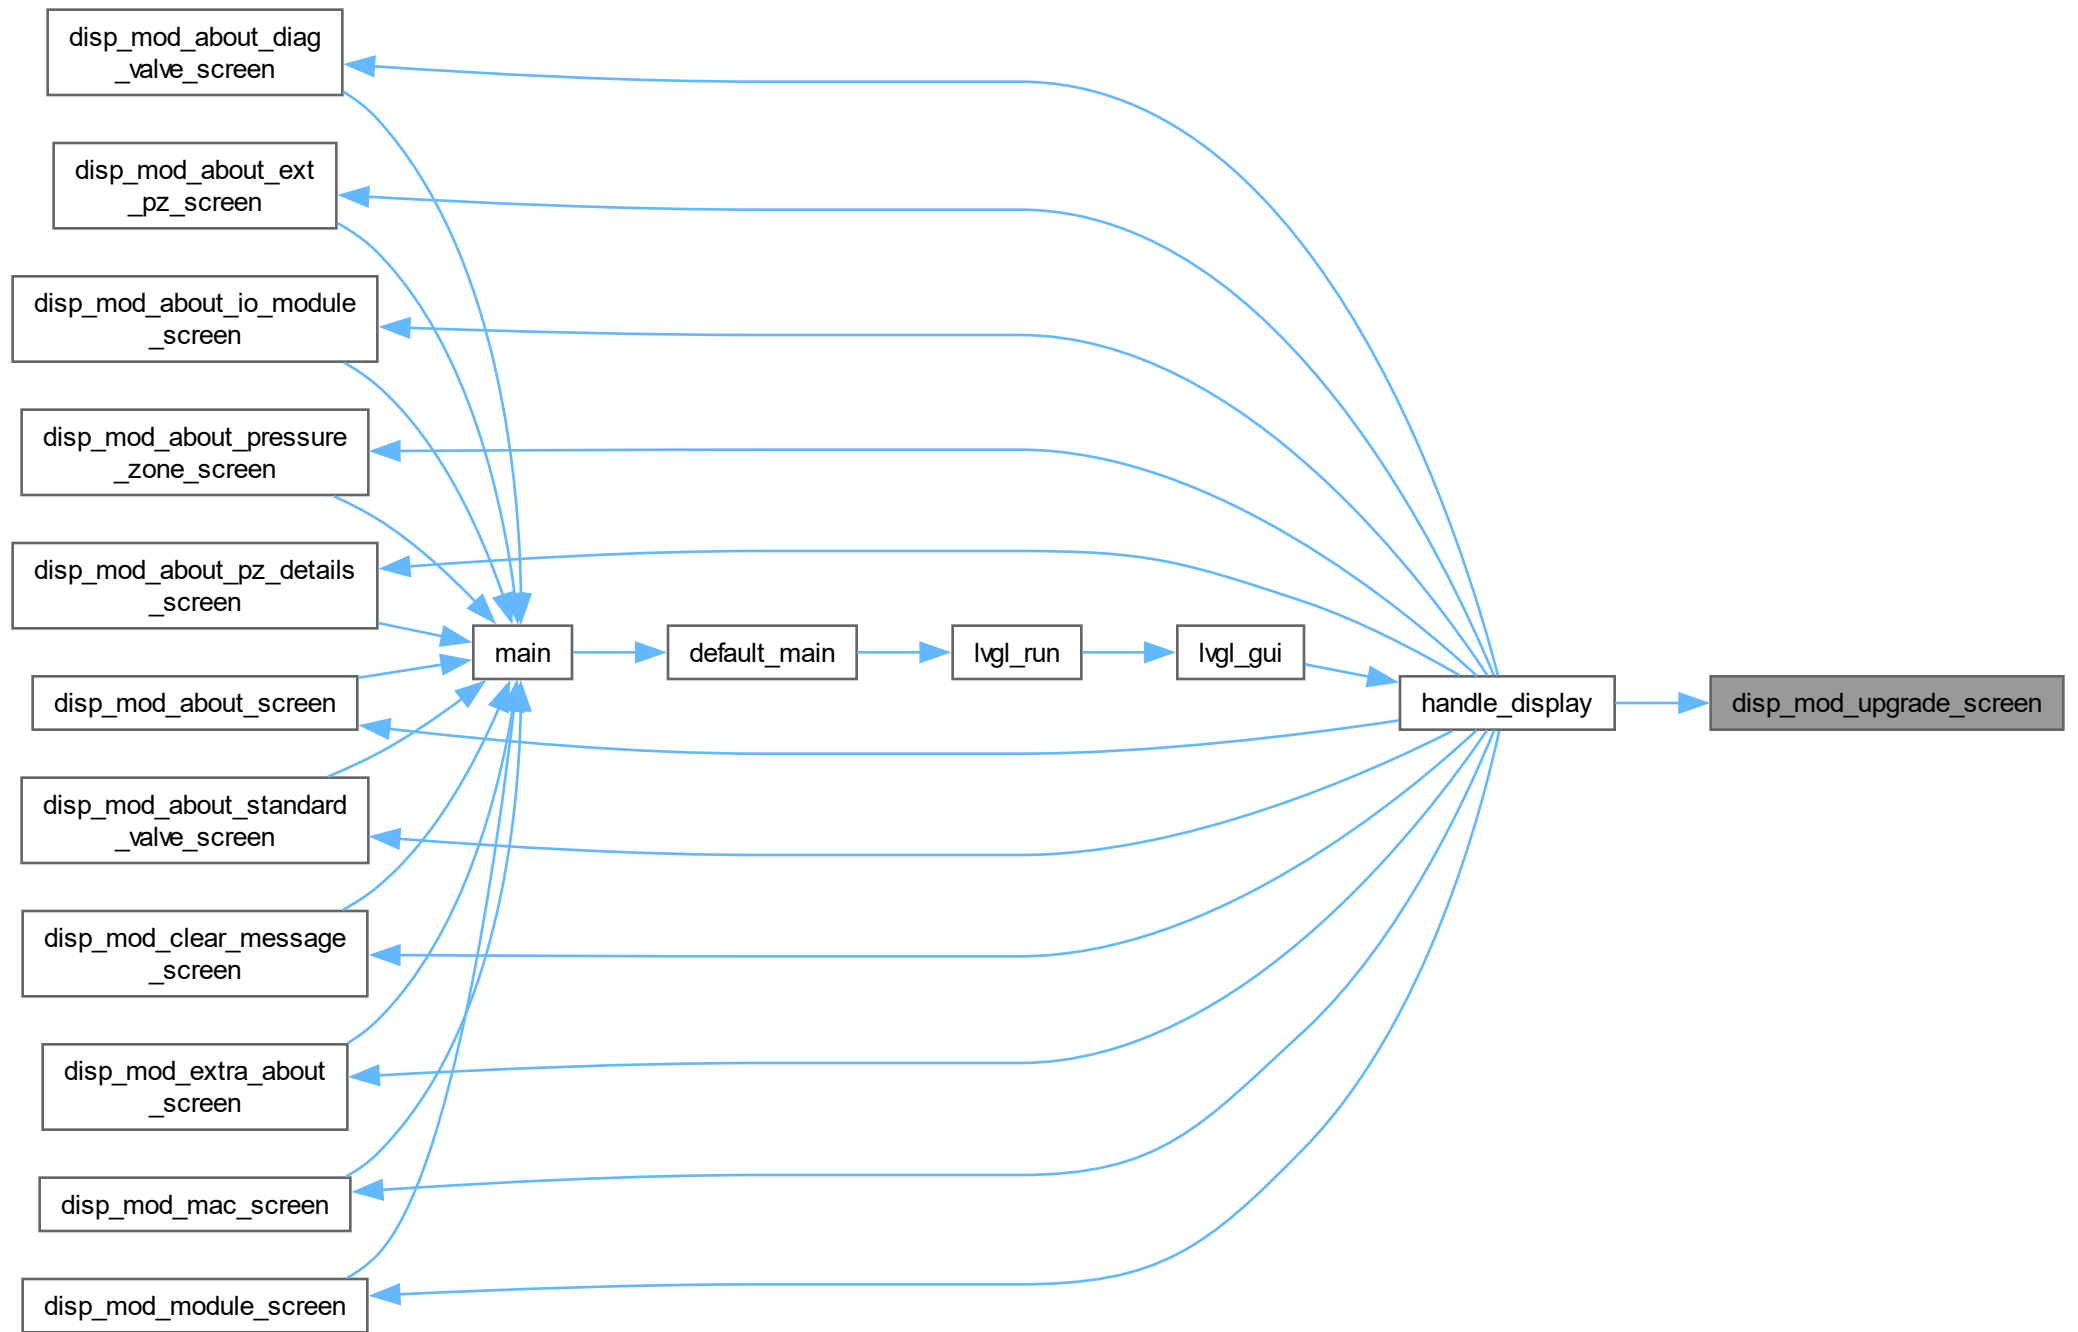 disp_mod_about_diag
_valve_screen
disp_mod_about_ext
_pz_screen
disp_mod_about_io_module
_screen
disp_mod_about_pressure
_zone_screen
disp_mod_about_pz_details
_screen
disp_mod_about_screen
disp_mod_about_standard
_valve_screen
disp_mod_clear_message
_screen
disp_mod_extra_about
_screen
disp_mod_mac_screen
disp_mod_module_screen
main
default_main
lvgl_run
lvgl_gui
handle_display
disp_mod_upgrade_screen